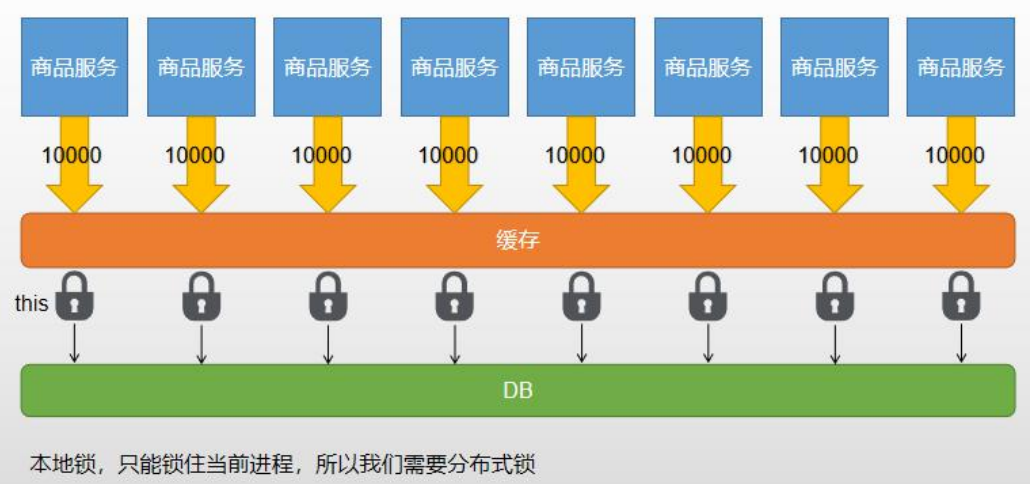 商品服务 商品服务 商品服务 商品服务 商品服务 商品服务 商品服务 商品服务
10000 10000 10000 10000 10000 10000 10000 10000
缓存
this
DB
本地锁，只能锁住当前进程，所以我们需要分布式锁